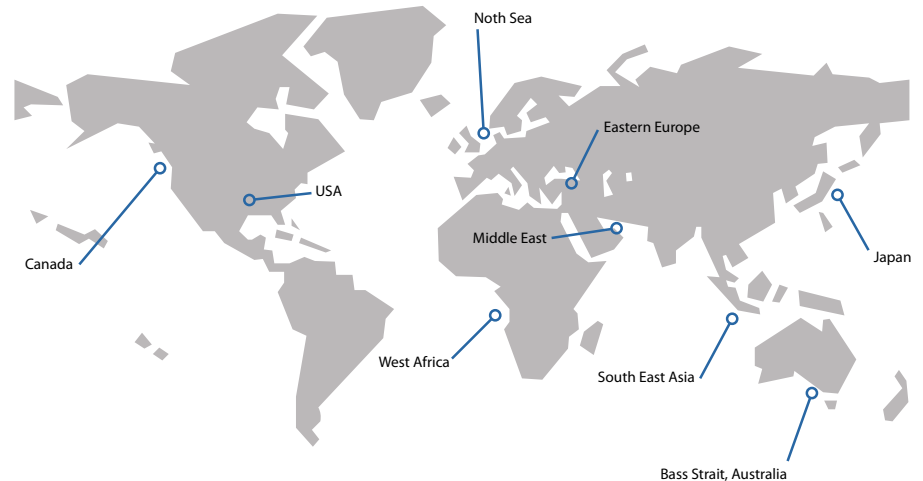 Noth Sea
Eastern Europe
USA
Middle East
Canada
Japan
West Africa
South East Asia
Bass Strait, Australia